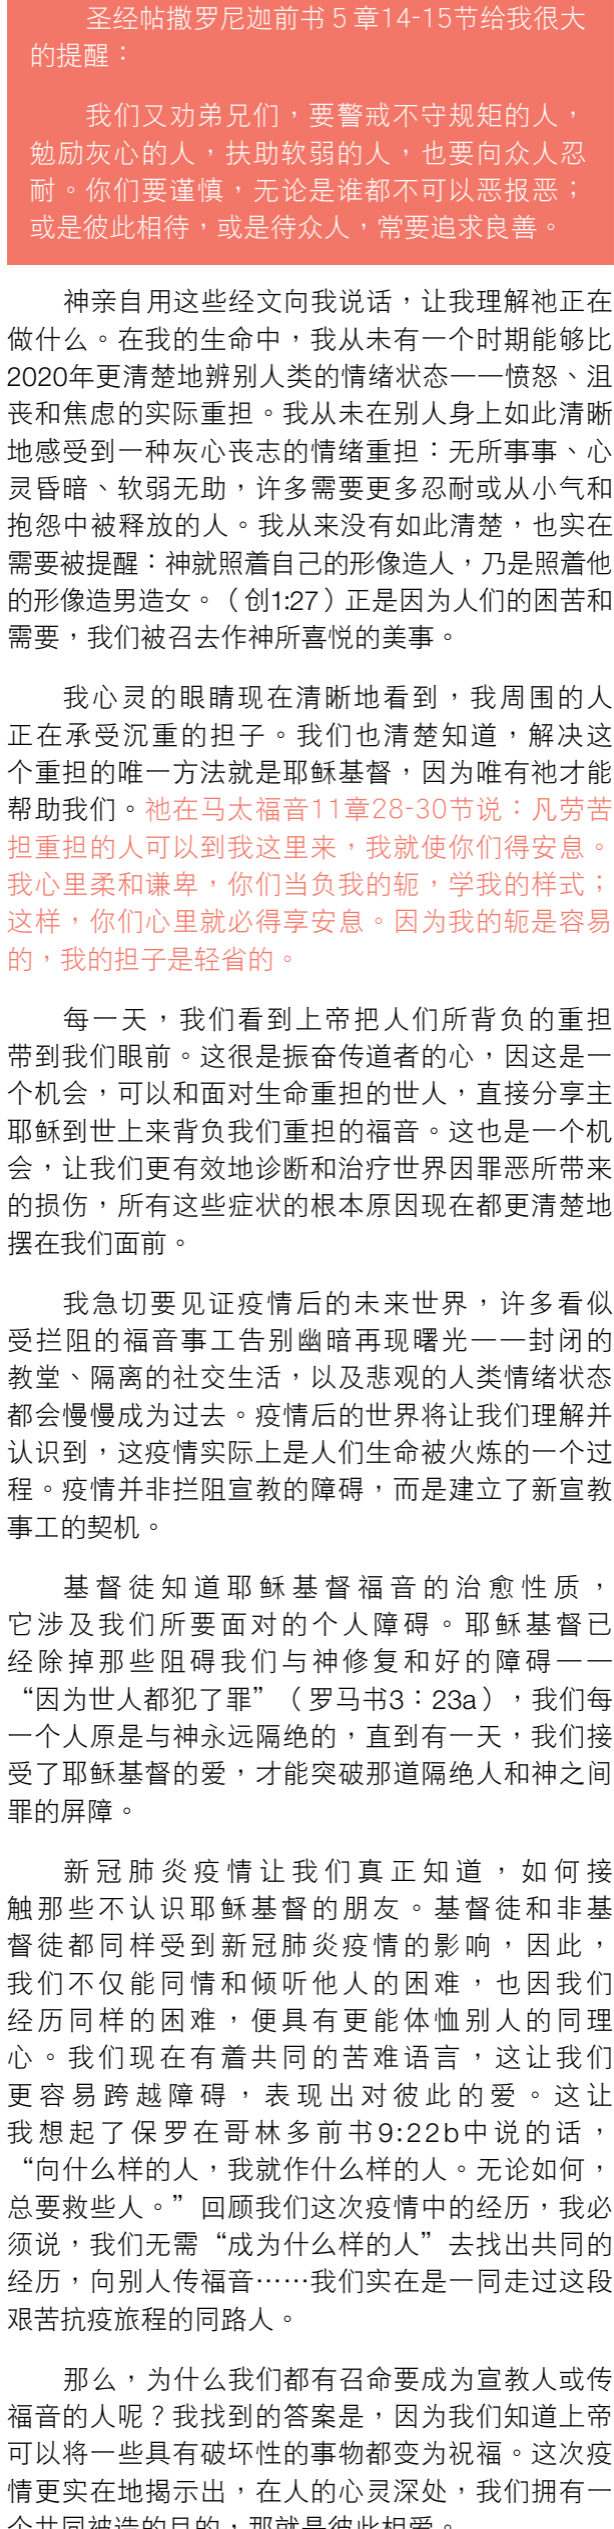 圣经帖撒罗尼迦前书 5 章14-15节给我很大
的提醒：
我们又劝弟兄们，要警戒不守规矩的人，
勉励灰心的人，扶助软弱的人，也要向众人忍
耐。你们要谨慎，无论是谁都不可以恶报恶；
或是彼此相待，或是待众人，常要追求良善。
神亲自用这些经文向我说话，让我理解祂正在
做什么。在我的生命中，我从未有一个时期能够比
2020年更清楚地辨别人类的情绪状态——愤怒、沮
丧和焦虑的实际重担。我从未在别人身上如此清晰
地感受到一种灰心丧志的情绪重担：无所事事、心
灵昏暗、软弱无助，许多需要更多忍耐或从小气和
抱怨中被释放的人。我从来没有如此清楚，也实在
需要被提醒：神就照着自己的形像造人，乃是照着他
的形像造男造女。（创1:27）正是因为人们的困苦和
需要，我们被召去作神所喜悦的美事。
我心灵的眼睛现在清晰地看到，我周围的人
正在承受沉重的担子。我们也清楚知道，解决这
个重担的唯一方法就是耶稣基督，因为唯有祂才能
帮助我们。祂在马太福音11章28-30节说：凡劳苦
担重担的人可以到我这里来，我就使你们得安息。
我心里柔和谦卑，你们当负我的轭，学我的样式；
这样，你们心里就必得享安息。因为我的轭是容易
的，我的担子是轻省的。
每一天，我们看到上帝把人们所背负的重担
带到我们眼前。这很是振奋传道者的心，因这是一
个机会，可以和面对生命重担的世人，直接分享主
耶稣到世上来背负我们重担的福音。这也是一个机
会，让我们更有效地诊断和治疗世界因罪恶所带来
的损伤，所有这些症状的根本原因现在都更清楚地
摆在我们面前。
我急切要见证疫情后的未来世界，许多看似
受拦阻的福音事工告别幽暗再现曙光——封闭的
教堂、隔离的社交生活，以及悲观的人类情绪状态
都会慢慢成为过去。疫情后的世界将让我们理解并
认识到，这疫情实际上是人们生命被火炼的一个过
程。疫情并非拦阻宣教的障碍，而是建立了新宣教
事工的契机。
基督徒知道耶稣基督福音的治愈性质，
它涉及我们所要面对的个人障碍。耶稣基督已
经除掉那些阻碍我们与神修复和好的障碍——
“因为世人都犯了罪”（罗马书3：23a），我们每
一个人原是与神永远隔绝的，直到有一天，我们接
受了耶稣基督的爱，才能突破那道隔绝人和神之间
罪的屏障。
新冠肺炎疫情让我们真正知道，如何接
触那些不认识耶稣基督的朋友。基督徒和非基
督徒都同样受到新冠肺炎疫情的影响，因此，
我们不仅能同情和倾听他人的困难，也因我们
经历同样的困难，便具有更能体恤别人的同理
心。我们现在有着共同的苦难语言，这让我们
更容易跨越障碍，表现出对彼此的爱。这让
我想起了保罗在哥林多前书9:22b中说的话，
“向什么样的人，我就作什么样的人。无论如何，
总要救些人。”回顾我们这次疫情中的经历，我必
须说，我们无需“成为什么样的人”去找出共同的
经历，向别人传福音……我们实在是一同走过这段
艰苦抗疫旅程的同路人。
那么，为什么我们都有召命要成为宣教人或传
福音的人呢？我找到的答案是，因为我们知道上帝
可以将一些具有破坏性的事物都变为祝福。这次疫
情更实在地揭示出，在人的心灵深处，我们拥有一
个共同被造的目的，那就是彼此相爱。